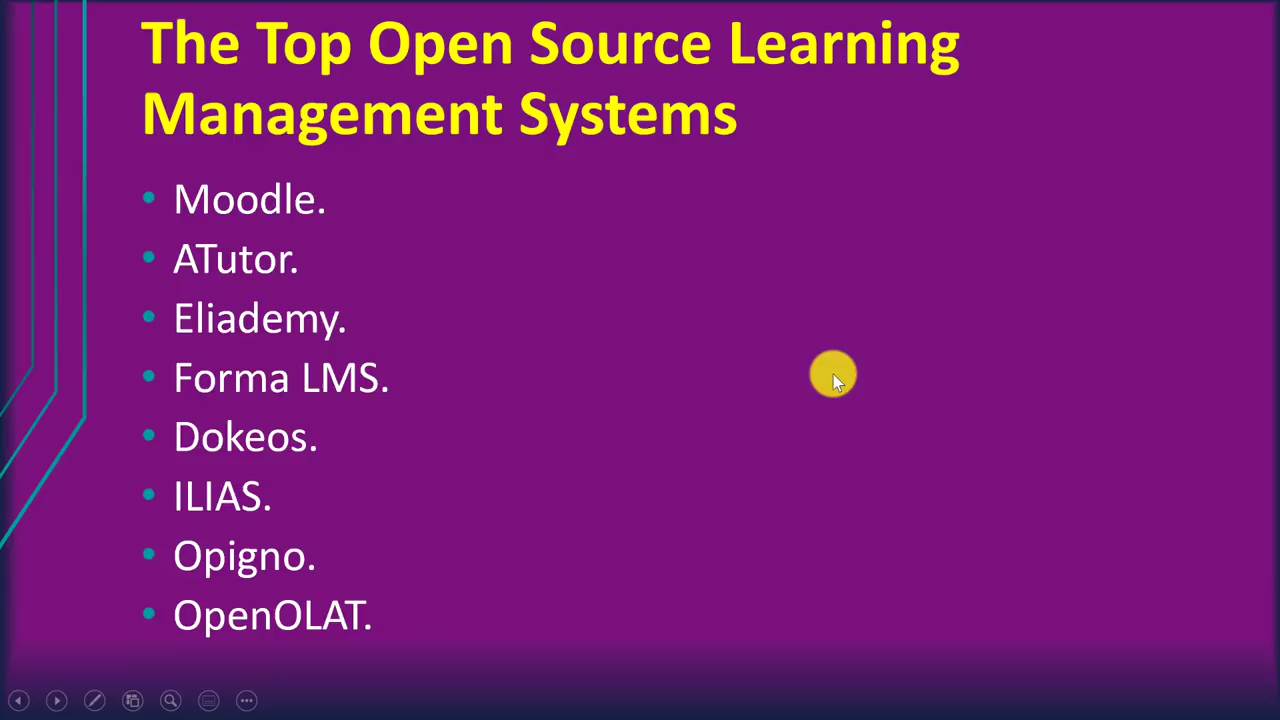 The Top Open Source Learning
Management Systems
• Moodle.
• ATutor.
• Eliademy.
• Forma LMS.
• Dokeos.
• ILIAS.
• Opigno.
• OpenOLAT.